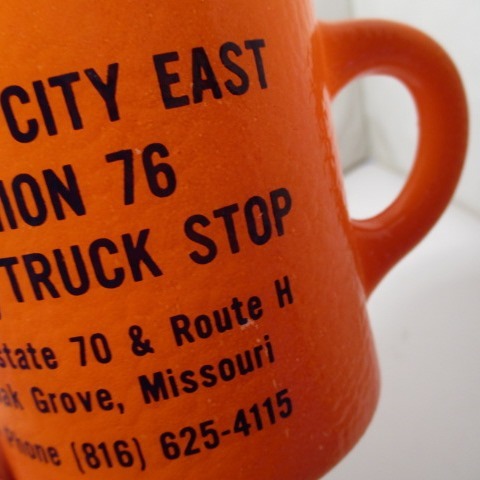 CITY EAST
ION 76
TRUCK STOP
state 70 & Route H
ak Grove, Missouri
Phone (816) 625-4115